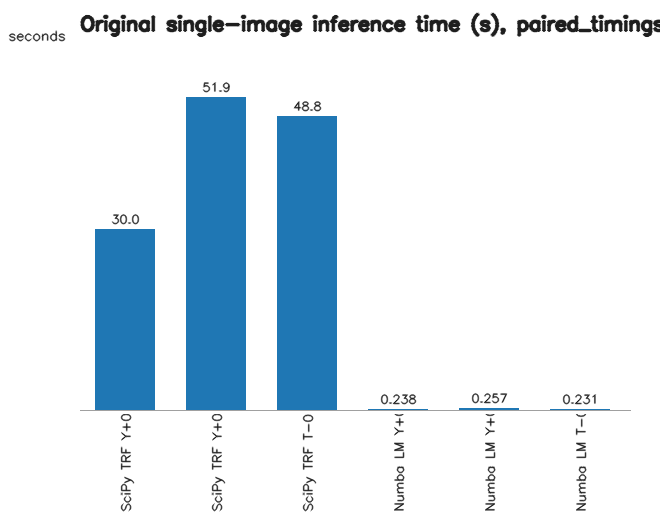 Original single-image inference time (s), paired_timings
seconds
51.9
48.8
30.0
0.238
0.257
0.231
SciPy TRF Y+0
SciPy TRF Y+0
SciPy TRF T-0
Numba LM Y+(
Numba LM Y+(
Numba LM T-(